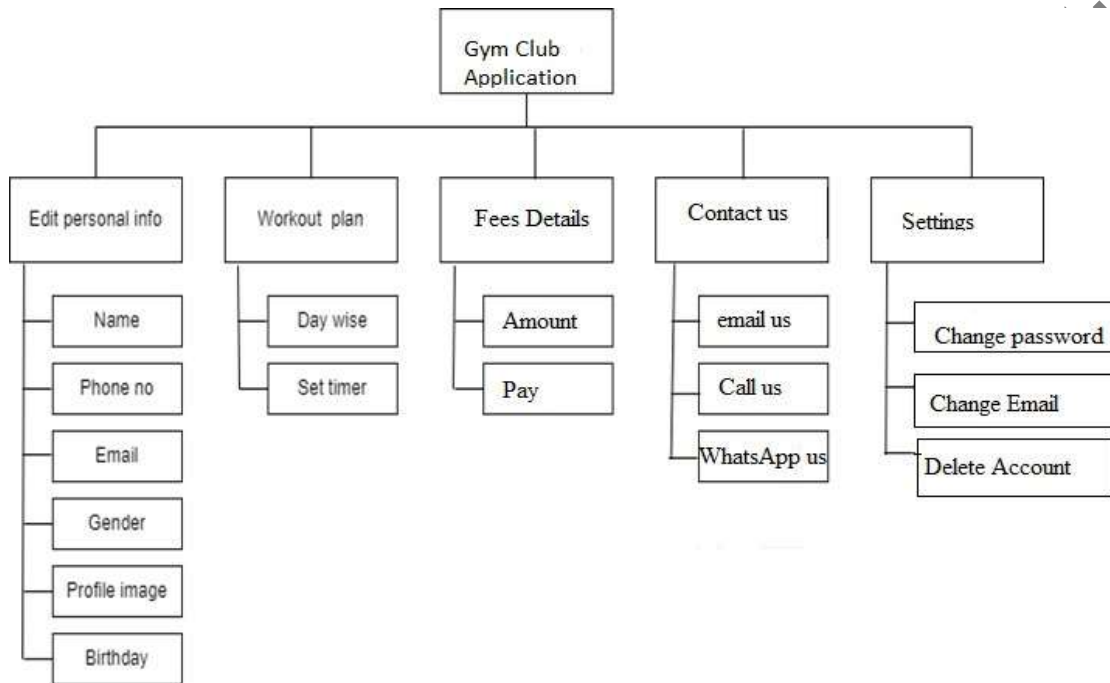 Gym Club
Application
Edit personal info
Workout plan
Fees Details
Contact us
Settings
Name
Phone no
Email
Gender
Profile image
Birthday
Day wise
Set timer
Amount
Pay
email us
Call us
WhatsApp us
Change password
Change Email
Delete Account